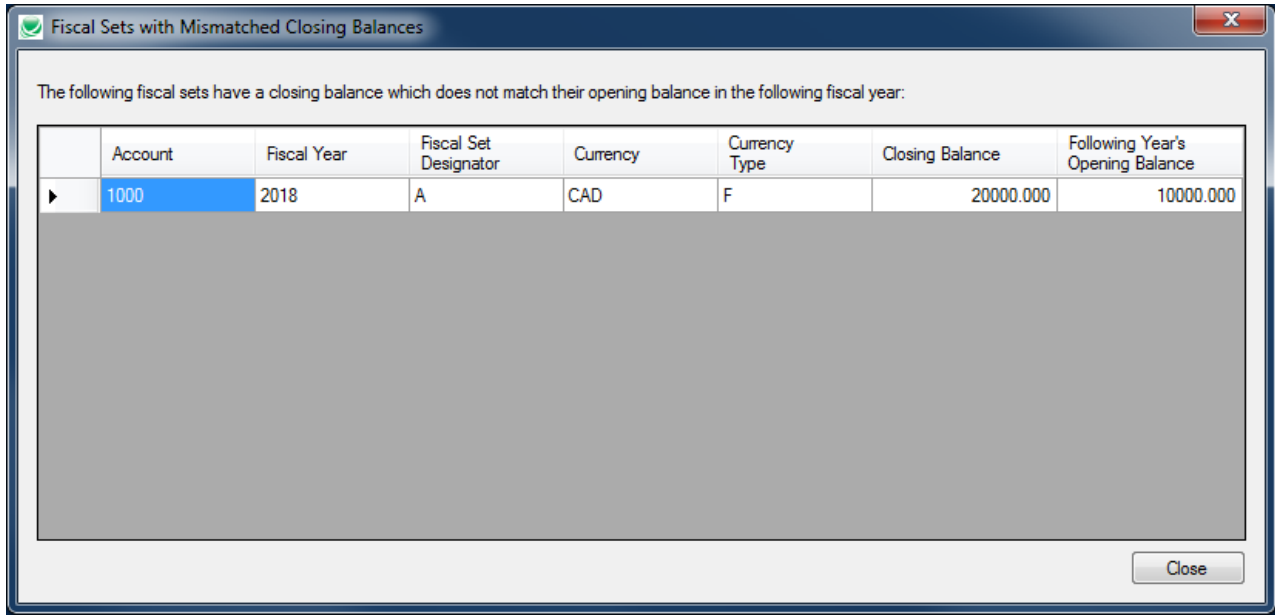 Fiscal Sets with Mismatched Closing Balances
The following fiscal sets have a closing balance which does not match their opening balance in the following fiscal year:
Account Fiscal Year Fiscal Set Designator Currency Currency Type Closing Balance Following Year's Opening Balance
1000 2018 A CAD F 20000.000 10000.000
Close